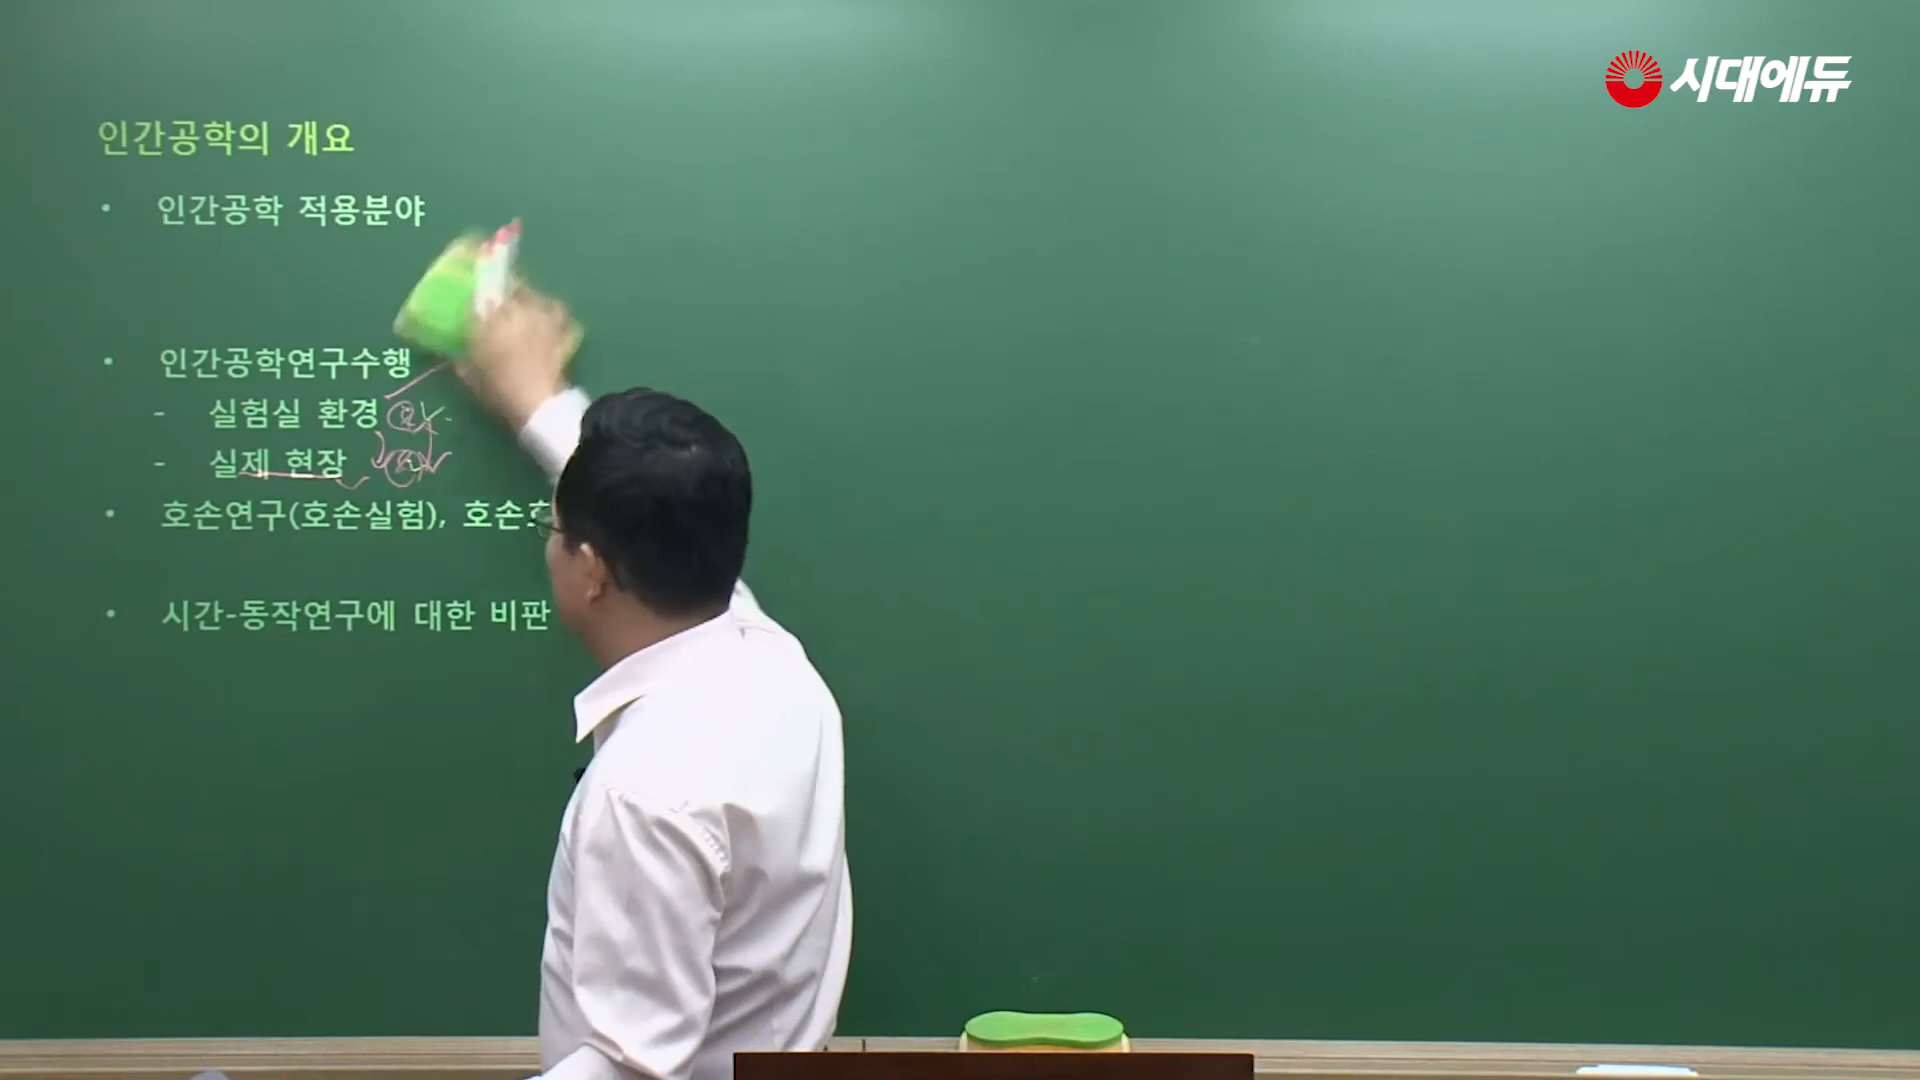 시대에듀
인간공학의 개요
• 인간공학 적용분야
• 인간공학연구수행
- 실험실 환경
- 실제 현장
• 호손연구(호손실험), 호손효
• 시간-동작연구에 대한 비판